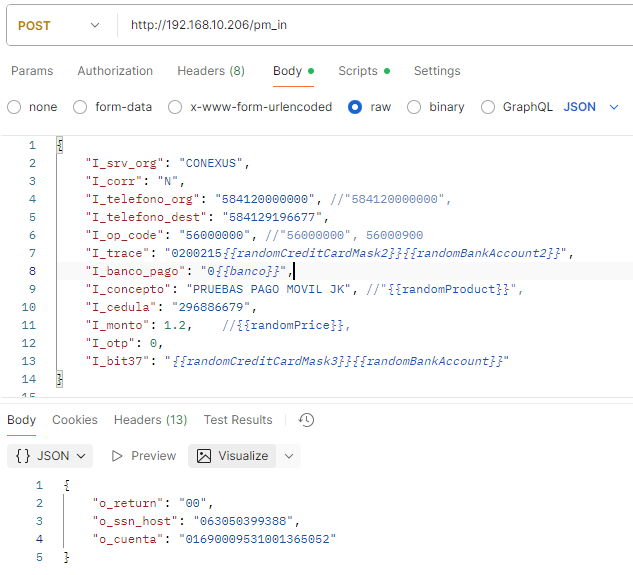 POST http://192.168.10.206/pm_in
Params Authorization Headers (8) Body Scripts Settings
none form-data x-www-form-urlencoded raw binary GraphQL JSON
1 {
2 "I_srv_org": "CONEXUS",
3 "I_corr": "N",
4 "I_telefono_org": "584120000000", //"584120000000",
5 "I_telefono_dest": "584129196677",
6 "I_op_code": "56000000", //"56000000", 56000900
7 "I_trace": "0200215{{randomCreditCardMask2}}{{randomBankAccount2}}",
8 "I_banco_pago": "0{{banco}}",
9 "I_concepto": "PRUEBAS PAGO MOVIL JK", //"{{randomProduct}}",
10 "I_cedula": "296886679",
11 "I_monto": 1.2, //{{randomPrice}},
12 "I_otp": 0,
13 "I_bit37": "{{randomCreditCardMask3}}{{randomBankAccount}}"
14 }
15
Body Cookies Headers (13) Test Results
{} JSON Preview Visualize
1 {
2 "o_return": "00",
3 "o_ssn_host": "063050399388",
4 "o_cuenta": "01690009531001365052"
5 }